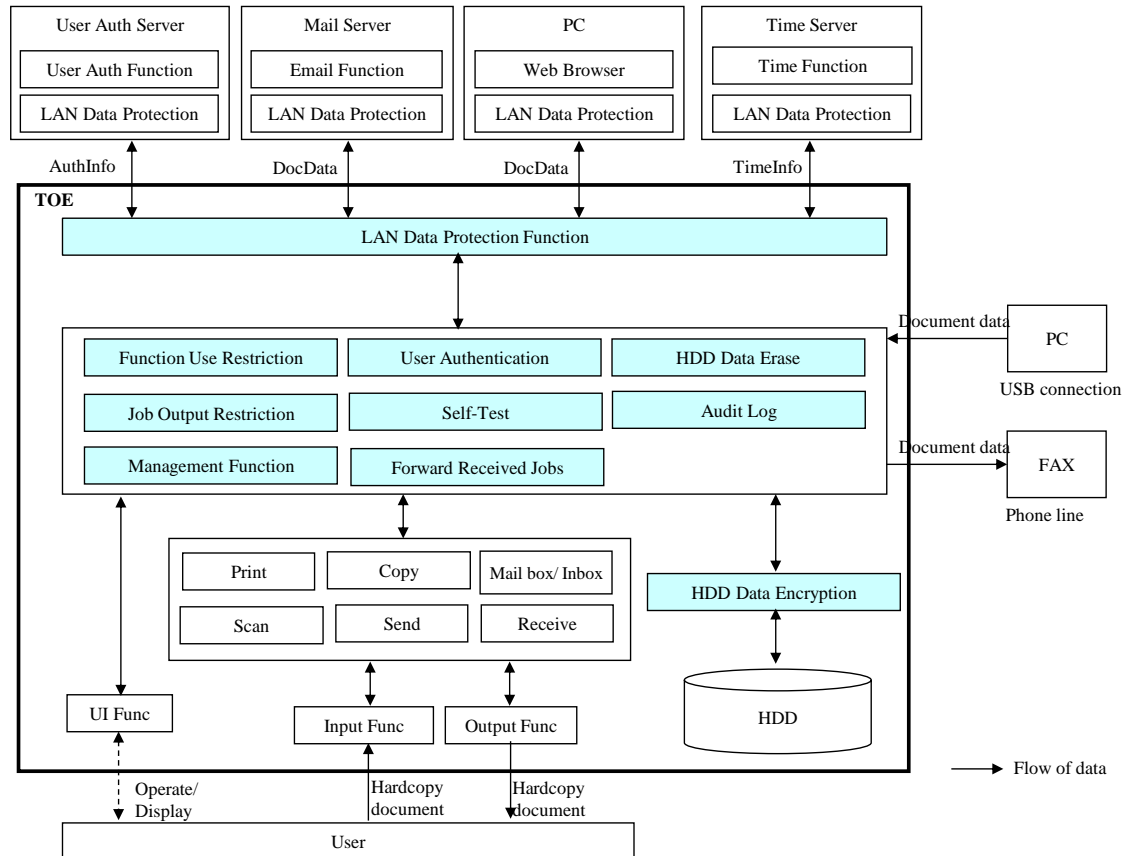 User Auth Server
Mail Server
PC
Time Server
User Auth Function
Email Function
Web Browser
Time Function
LAN Data Protection
LAN Data Protection
LAN Data Protection
LAN Data Protection
AuthInfo
DocData
DocData
TimeInfo
TOE
LAN Data Protection Function
Function Use Restriction
User Authentication
HDD Data Erase
Job Output Restriction
Self-Test
Audit Log
Management Function
Forward Received Jobs
Document data
PC
USB connection
Document data
FAX
Phone line
Print
Copy
Mail box/ Inbox
Scan
Send
Receive
HDD Data Encryption
HDD
UI Func
Input Func
Output Func
Flow of data
Operate/
Display
Hardcopy
document
Hardcopy
document
User